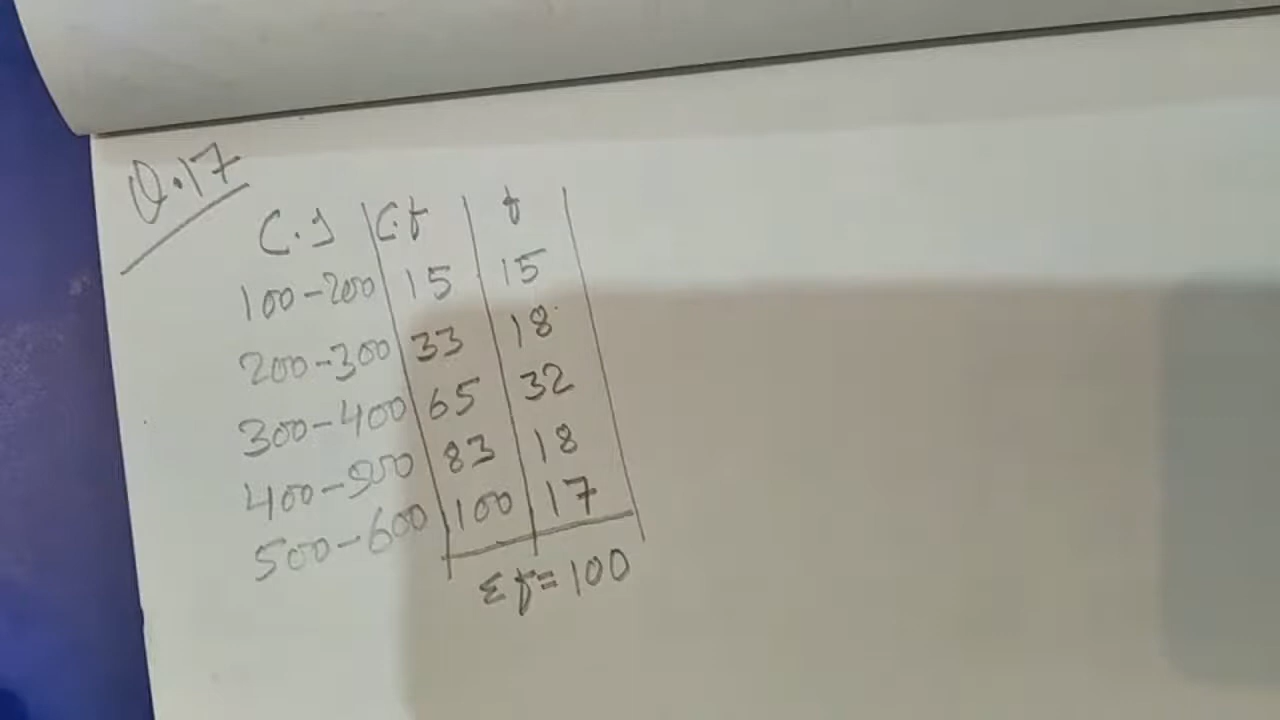 Q.17
C.I C.f f
100-200 15 15
200-300 33 18
300-400 65 32
400-500 83 18
500-600 100 17
Σf=100